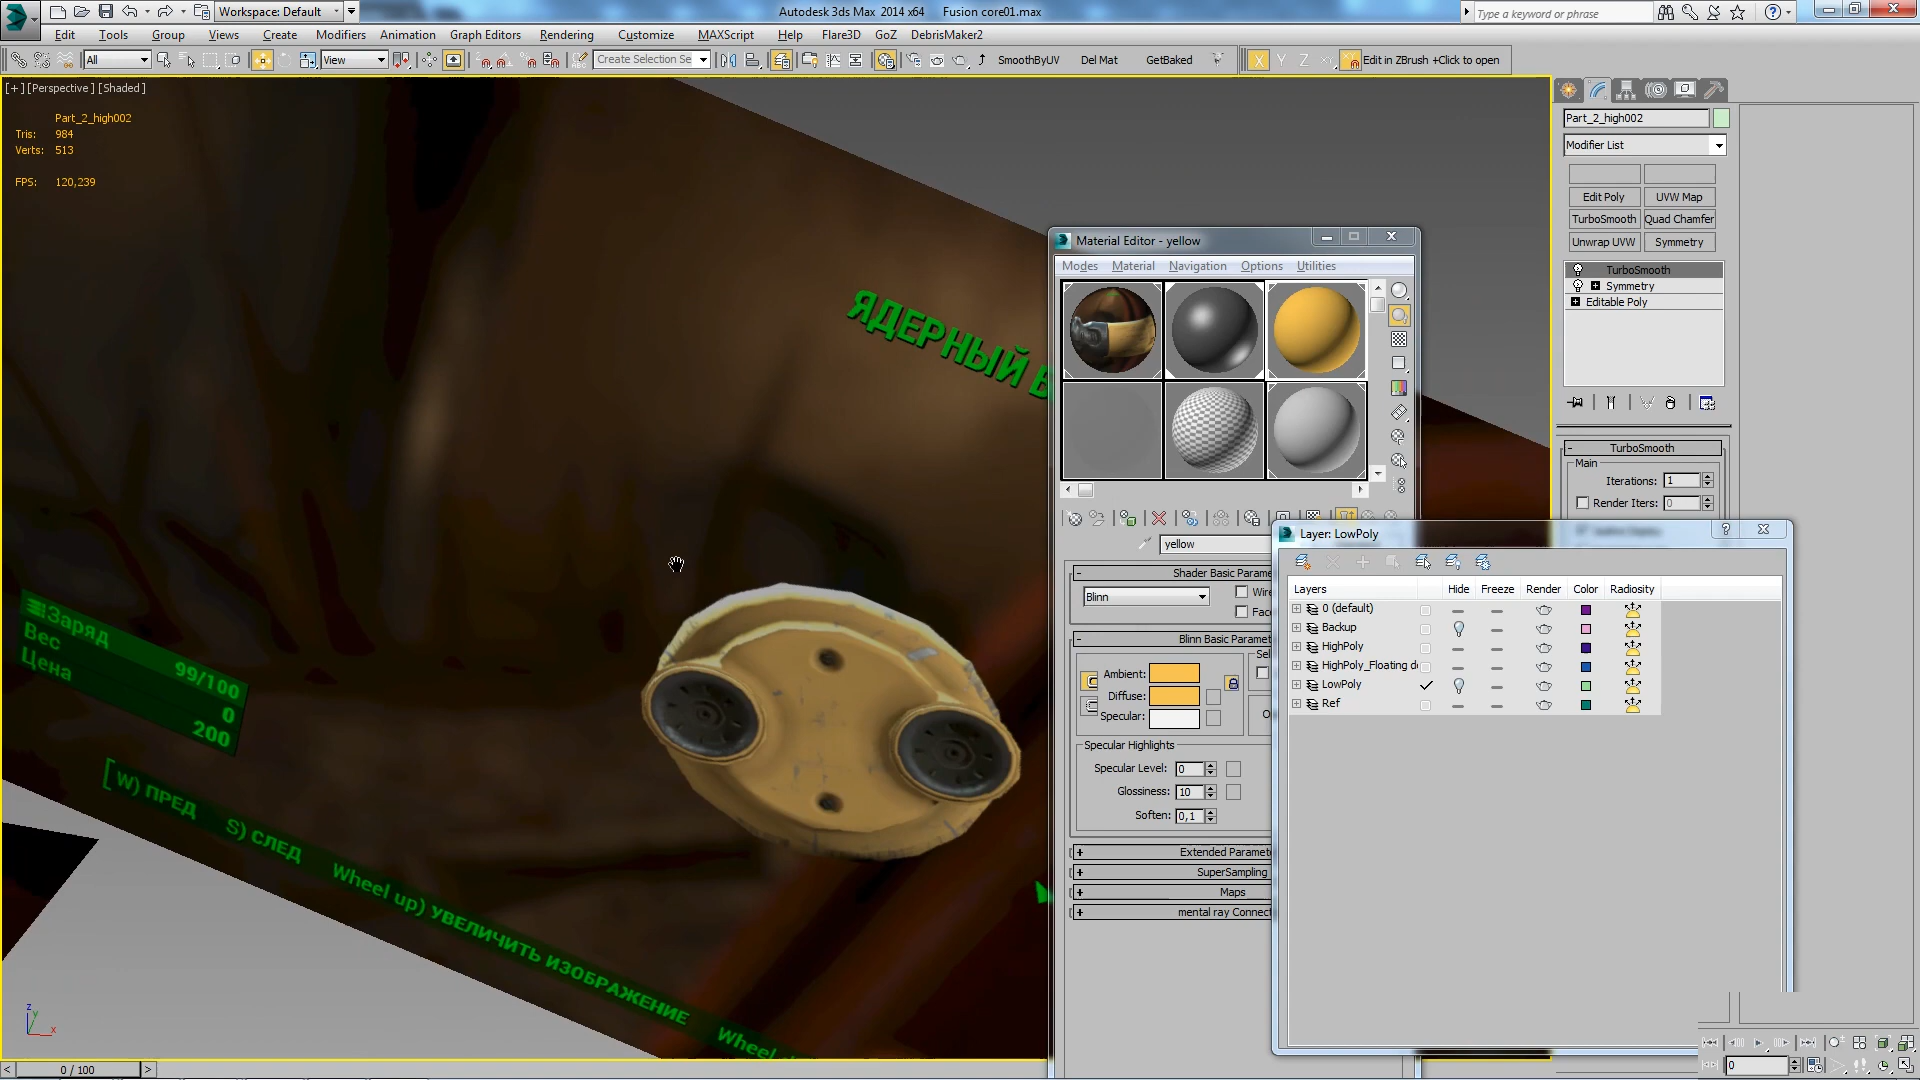 Workspace: Default
Autodesk 3ds Max 2014 x64 Fusion core01.max
Type a keyword or phrase
Edit Tools Group Views Create Modifiers Animation Graph Editors Rendering Customize MAXScript Help Flare3D GoZ DebrisMaker2
All
View
Create Selection Se
SmoothByUV Del Mat GetBaked
X Y Z
Edit in ZBrush +Click to open
[+] [Perspective] [Shaded]
Part_2_high002
Tris: 984
Verts: 513
FPS: 120,239
ЯДЕРНЫЙ
Заряд 99/100
Вес 0
Цена 200
W) ПРЕД S) СЛЕД Wheel up) УВЕЛИЧИТЬ ИЗОБРАЖЕНИЕ Wheel
z
y
x
0 / 100
Material Editor - yellow
Modes Material Navigation Options Utilities
yellow
Shader Basic Parame
Blinn
Wire
Face
Blinn Basic Paramet
Sel
Ambient:
Diffuse:
Specular:
Specular Highlights
Specular Level: 0
Glossiness: 10
Soften: 0,1
Extended Paramete
SuperSampling
Maps
mental ray Connect
Layer: LowPoly
Layers Hide Freeze Render Color Radiosity
0 (default)
Backup
HighPoly
HighPoly_Floating d
LowPoly
Ref
Part_2_high002
Modifier List
Edit Poly UVW Map
TurboSmooth Quad Chamfer
Unwrap UVW Symmetry
TurboSmooth
Symmetry
Editable Poly
TurboSmooth
Main
Iterations: 1
Render Iters: 0
0